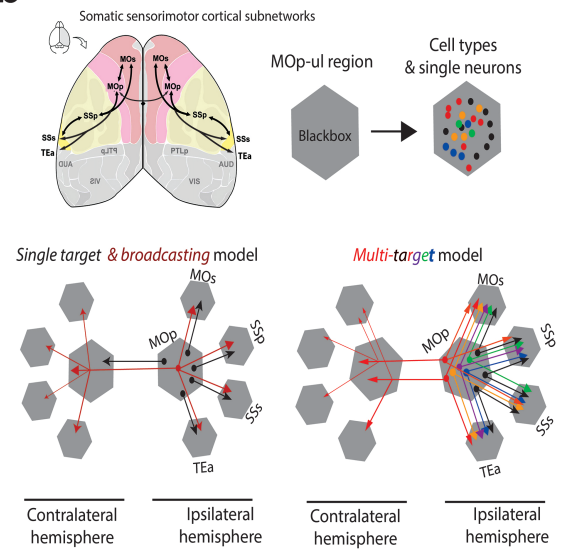 Somatic sensorimotor cortical subnetworks
MOs
MOs
MOp
MOp
SSp
SSp
SSs
SSs
TEa
TEa
PTLp
PTLp
AUD
AUD
VIS
VIS
MOp-ul region
Blackbox
Cell types
& single neurons
Single target & broadcasting model
MOs
MOp
SSp
SSs
TEa
Contralateral
hemisphere
Ipsilateral
hemisphere
Multi-target model
MOs
MOp
SSp
SSs
TEa
Contralateral
hemisphere
Ipsilateral
hemisphere